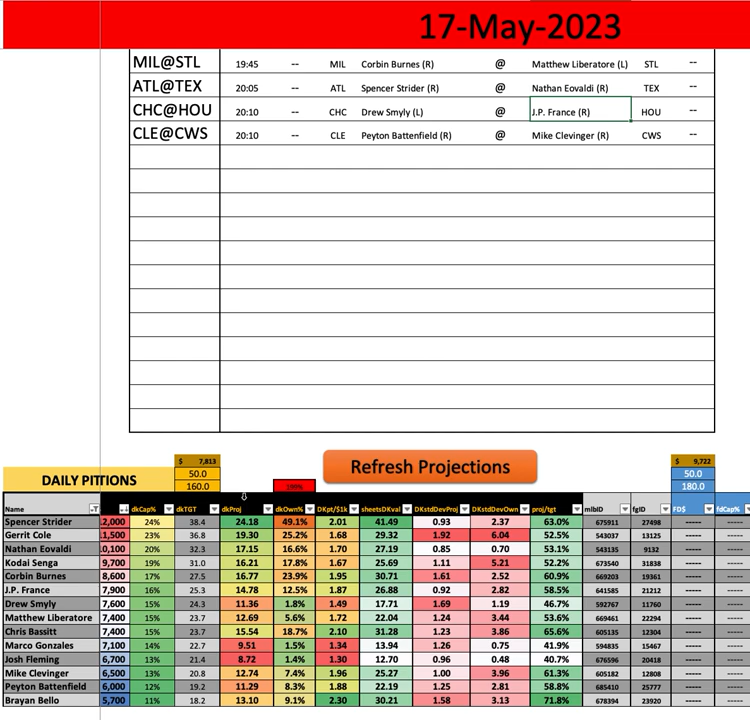 17-May-2023
MIL@STL 19:45 -- MIL Corbin Burnes (R) @ Matthew Liberatore (L) STL --
ATL@TEX 20:05 -- ATL Spencer Strider (R) @ Nathan Eovaldi (R) TEX --
CHC@HOU 20:10 -- CHC Drew Smyly (L) @ J.P. France (R) HOU --
CLE@CWS 20:10 -- CLE Peyton Battenfield (R) @ Mike Clevinger (R) CWS --
$ 7,813 Refresh Projections $ 9,722
DAILY PITTIONS 50.0 50.0
160.0 180.0
Name dkCap% dkTGT dkProj dkOwn% DKpt/$1k sheetsDKval DKstdDevProj DKstdDevOwn proj/tgt mlbID fgID FD$ fdCap%
Spencer Strider 12,000 24% 38.4 24.18 49.1% 2.01 41.49 0.93 2.37 63.0% 675911 27498 ----- -----
Gerrit Cole 11,500 23% 36.8 19.30 25.2% 1.68 29.32 1.92 6.04 52.5% 543037 13125 ----- -----
Nathan Eovaldi 10,100 20% 32.3 17.15 16.6% 1.70 27.19 0.85 0.70 53.1% 543135 9132 ----- -----
Kodai Senga 9,700 19% 31.0 16.21 17.8% 1.67 25.69 1.11 5.21 52.2% 673540 31838 ----- -----
Corbin Burnes 8,600 17% 27.5 16.77 23.9% 1.95 30.71 1.61 2.52 60.9% 669203 19361 ----- -----
J.P. France 7,900 16% 25.3 14.78 12.5% 1.87 26.88 0.92 2.82 58.5% 641585 21212 ----- -----
Drew Smyly 7,600 15% 24.3 11.36 1.8% 1.49 17.71 1.69 1.19 46.7% 592767 11760 ----- -----
Matthew Liberatore 7,400 15% 23.7 12.69 5.6% 1.72 22.04 1.24 3.44 53.6% 669461 22294 ----- -----
Chris Bassitt 7,400 15% 23.7 15.54 18.7% 2.10 31.28 1.23 3.86 65.6% 605135 12304 ----- -----
Marco Gonzales 7,100 14% 22.7 9.51 1.4% 1.34 13.94 1.26 0.75 41.9% 594835 15467 ----- -----
Josh Fleming 6,700 13% 21.4 8.72 1.4% 1.30 12.70 0.96 0.48 40.7% 676596 20418 ----- -----
Mike Clevinger 6,500 13% 20.8 12.74 7.4% 1.96 25.27 1.00 3.96 61.3% 605182 12808 ----- -----
Peyton Battenfield 6,000 12% 19.2 11.29 8.3% 1.88 22.19 1.25 2.81 58.8% 685410 25777 ----- -----
Brayan Bello 5,700 11% 18.2 13.10 9.1% 2.30 30.21 1.58 3.13 71.8% 678394 23920 ----- -----